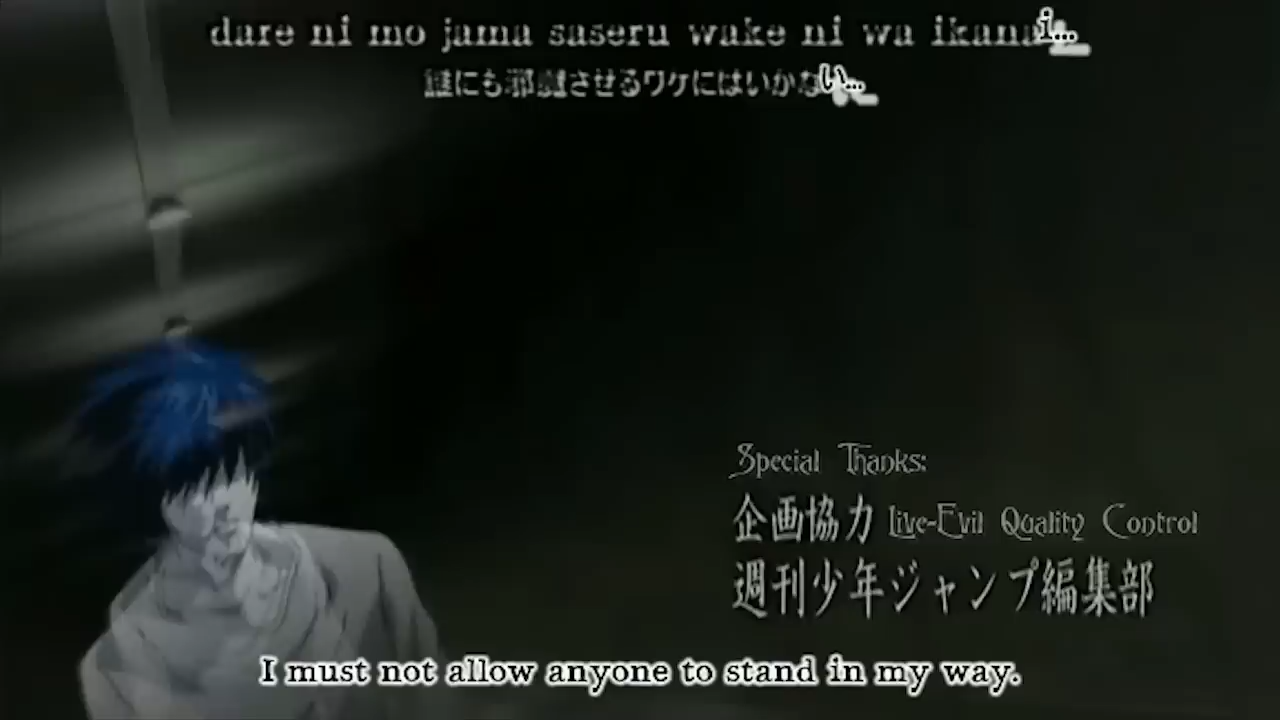 dare ni mo jama saseru wake ni wa ikanai...
誰にも邪魔させるワケにはいかない...
Special Thanks:
企画協力 Live-Evil Quality Control
週刊少年ジャンプ編集部
I must not allow anyone to stand in my way.